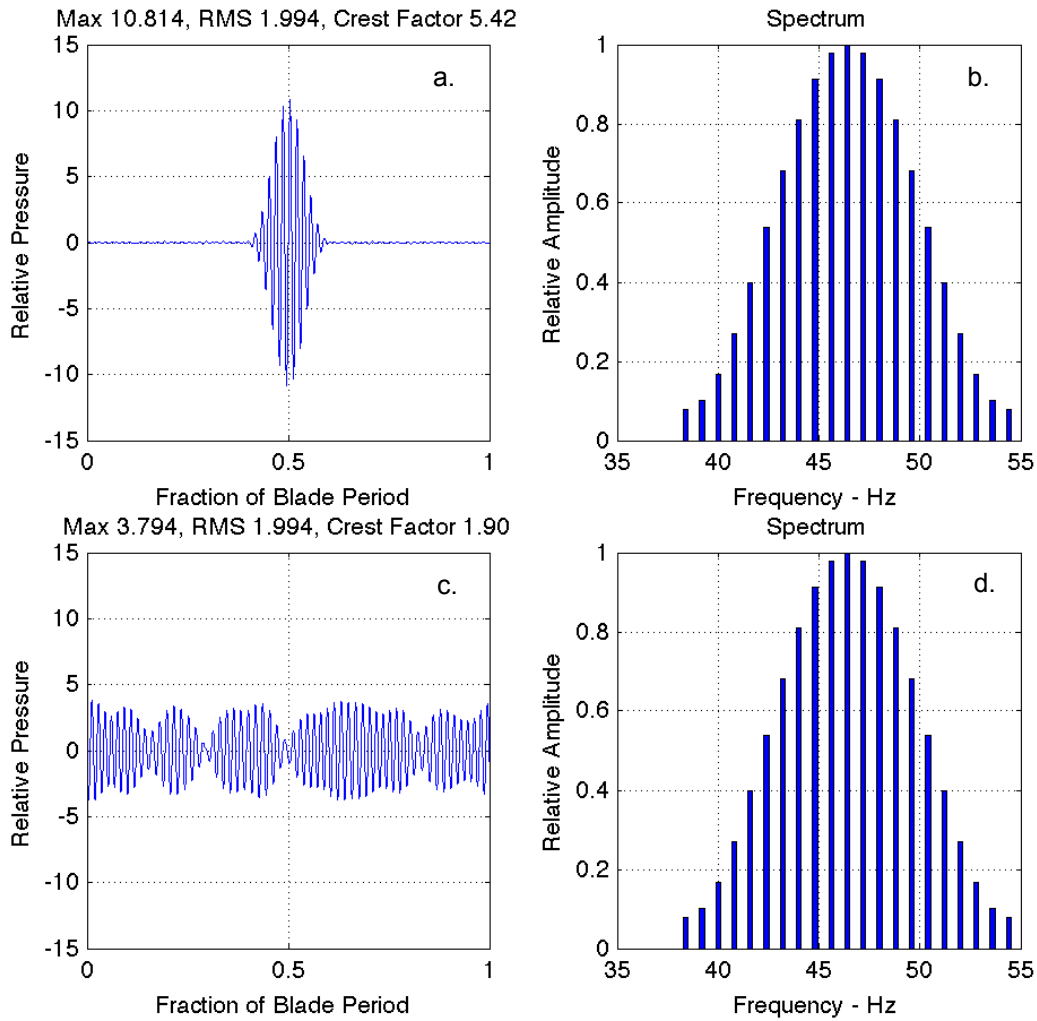 Max 10.814, RMS 1.994, Crest Factor 5.42
15
10
5
0
-5
-10
-15
Relative Pressure
a.
0
0.5
1
Fraction of Blade Period
Spectrum
1
0.8
0.6
0.4
0.2
0
Relative Amplitude
b.
35
40
45
50
55
Frequency - Hz
Max 3.794, RMS 1.994, Crest Factor 1.90
15
10
5
0
-5
-10
-15
Relative Pressure
c.
0
0.5
1
Fraction of Blade Period
Spectrum
1
0.8
0.6
0.4
0.2
0
Relative Amplitude
d.
35
40
45
50
55
Frequency - Hz